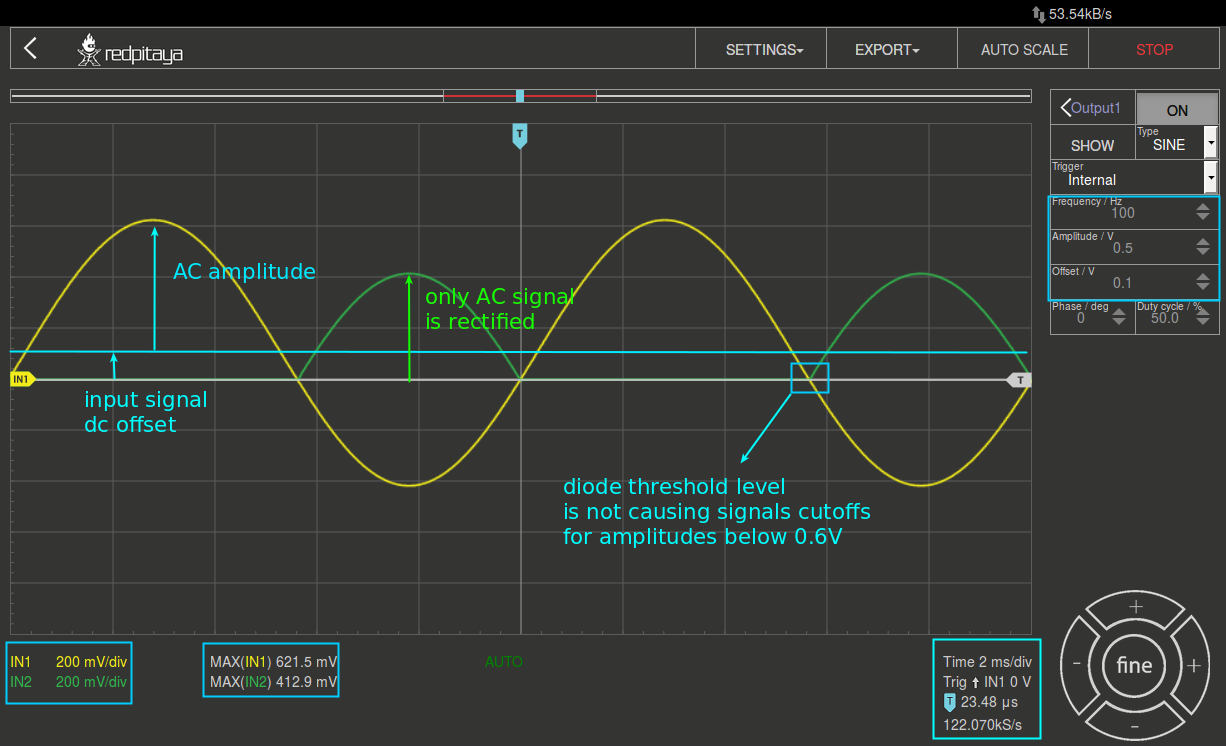 53.54kB/s
redpitaya
SETTINGS
EXPORT
AUTO SCALE
STOP
Output1
ON
SHOW
Type
SINE
Trigger
Internal
Frequency / Hz
100
Amplitude / V
0.5
Offset / V
0.1
Phase / deg
0
Duty cycle / %
50.0
T
AC amplitude
only AC signal
is rectified
IN1
T
input signal
dc offset
diode threshold level
is not causing signals cutoffs
for amplitudes below 0.6V
IN1 200 mV/div
IN2 200 mV/div
MAX(IN1) 621.5 mV
MAX(IN2) 412.9 mV
AUTO
Time 2 ms/div
Trig IN1 0 V
T 23.48 µs
122.070kS/s
+
- fine +
-